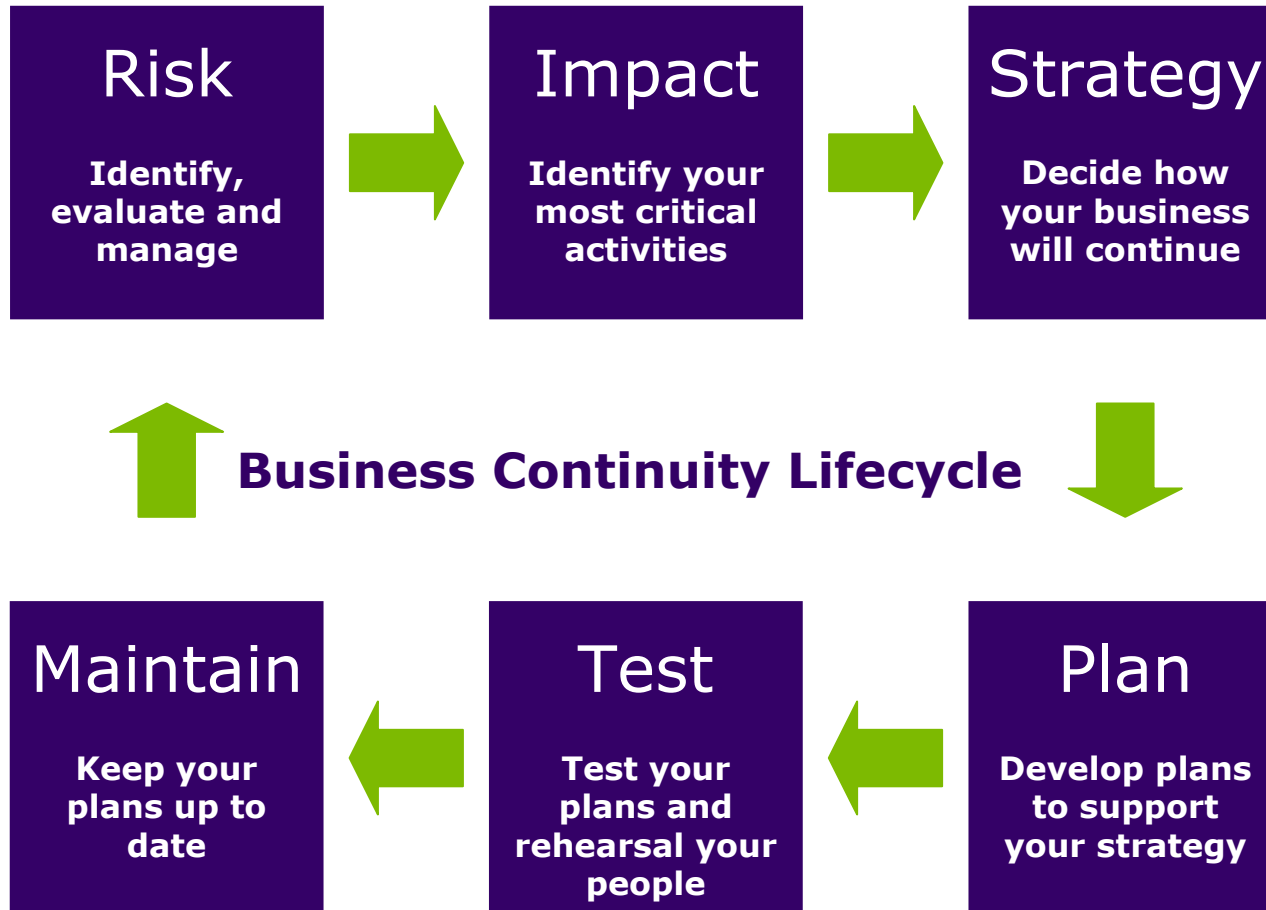 Risk
Identify,
evaluate and
manage
Impact
Identify your
most critical
activities
Strategy
Decide how
your business
will continue
Business Continuity Lifecycle
Maintain
Keep your
plans up to
date
Test
Test your
plans and
rehearsal your
people
Plan
Develop plans
to support
your strategy